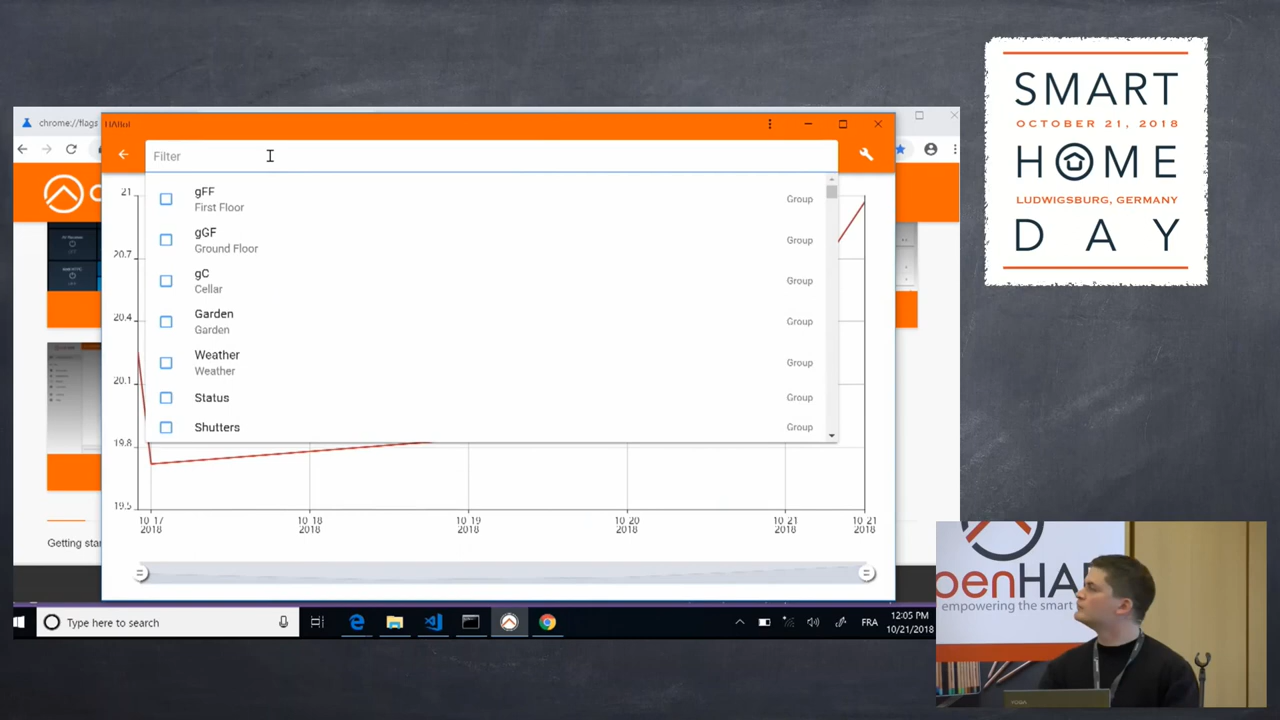 SMART
OCTOBER 21, 2018
HOME
LUDWIGSBURG, GERMANY
DAY
chrome://flags
HABot
Filter
gFF
First Floor
Group
gGF
Ground Floor
Group
gC
Cellar
Group
Garden
Garden
Group
Weather
Weather
Group
Status
Group
Shutters
Group
21
20.7
20.4
20.1
19.8
19.5
10-17
2018
10-18
2018
10-19
2018
10-20
2018
10-21
2018
10-21
2018
Getting star
Type here to search
FRA
12:05 PM
10/21/2018
penHA
empowering the smart
YOGA